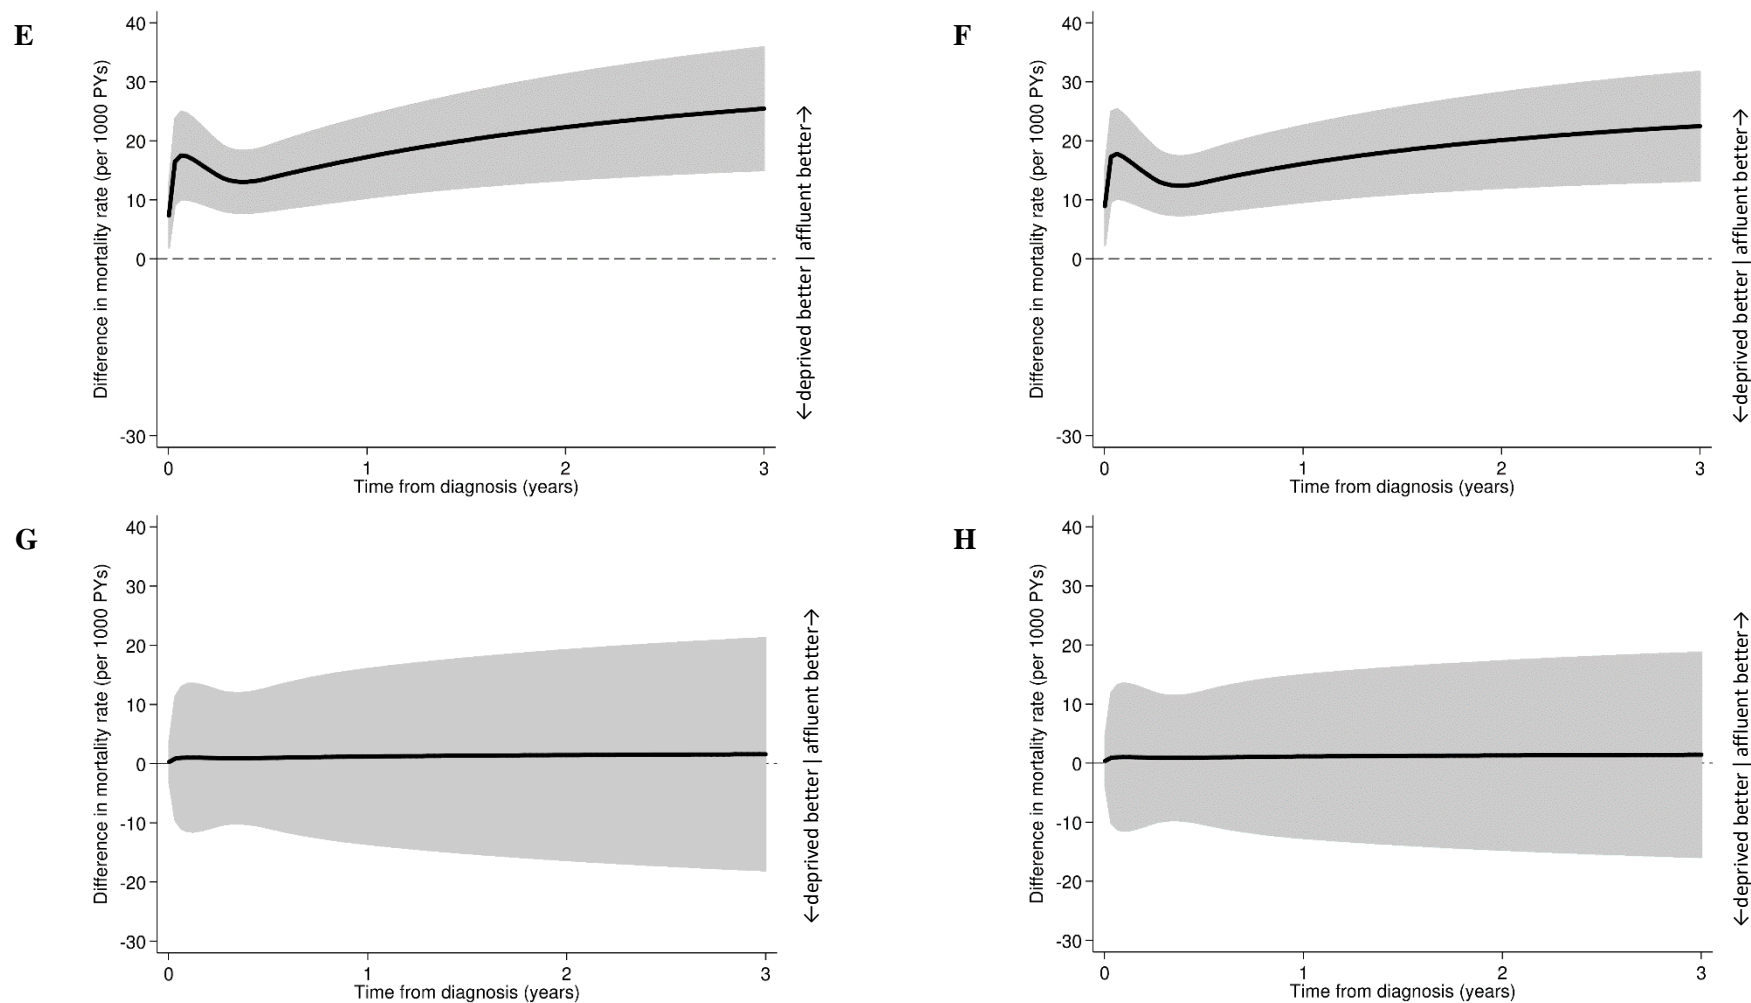 E
40
30
20
10
0
-30
Difference in mortality rate (per 1000 PYs)
0 1 2 3
Time from diagnosis (years)
←deprived better | affluent better→
F
40
30
20
10
0
-30
Difference in mortality rate (per 1000 PYs)
0 1 2 3
Time from diagnosis (years)
←deprived better | affluent better→
G
40
30
20
10
0
-10
-20
-30
Difference in mortality rate (per 1000 PYs)
0 1 2 3
Time from diagnosis (years)
←deprived better | affluent better→
H
40
30
20
10
0
-10
-20
-30
Difference in mortality rate (per 1000 PYs)
0 1 2 3
Time from diagnosis (years)
←deprived better | affluent better→